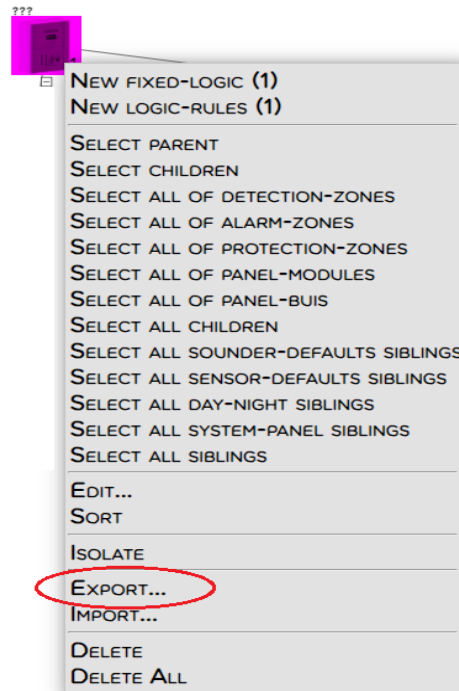 ???
NEW FIXED-LOGIC (1)
NEW LOGIC-RULES (1)
SELECT PARENT
SELECT CHILDREN
SELECT ALL OF DETECTION-ZONES
SELECT ALL OF ALARM-ZONES
SELECT ALL OF PROTECTION-ZONES
SELECT ALL OF PANEL-MODULES
SELECT ALL OF PANEL-BUIS
SELECT ALL CHILDREN
SELECT ALL SOUNDER-DEFAULTS SIBLINGS
SELECT ALL SENSOR-DEFAULTS SIBLINGS
SELECT ALL DAY-NIGHT SIBLINGS
SELECT ALL SYSTEM-PANEL SIBLINGS
SELECT ALL SIBLINGS
EDIT...
SORT
ISOLATE
EXPORT...
IMPORT...
DELETE
DELETE ALL